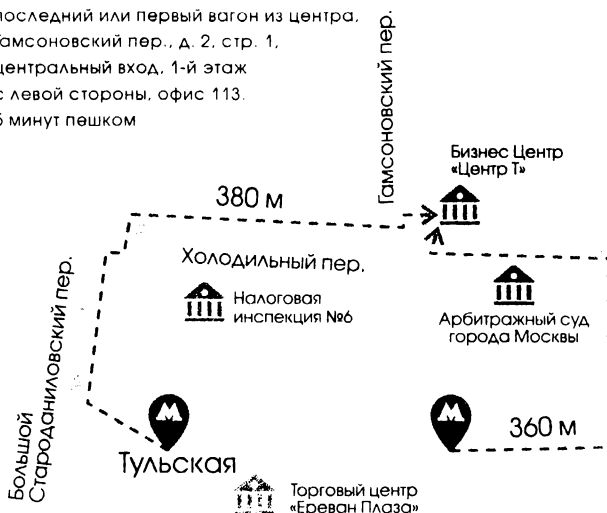 последний или первый вагон из центра,
Гамсоновский пер., д. 2, стр. 1,
центральный вход, 1-й этаж
с левой стороны, офис 113.
5 минут пешком
Гамсоновский пер.
Бизнес Центр
«Центр Т»
380 м
Холодильный пер.
Налоговая
инспекция №6
Арбитражный суд
города Москвы
Большой
Староданиловский пер.
Тульская
360 м
Торговый центр
«Ереван Плаза»